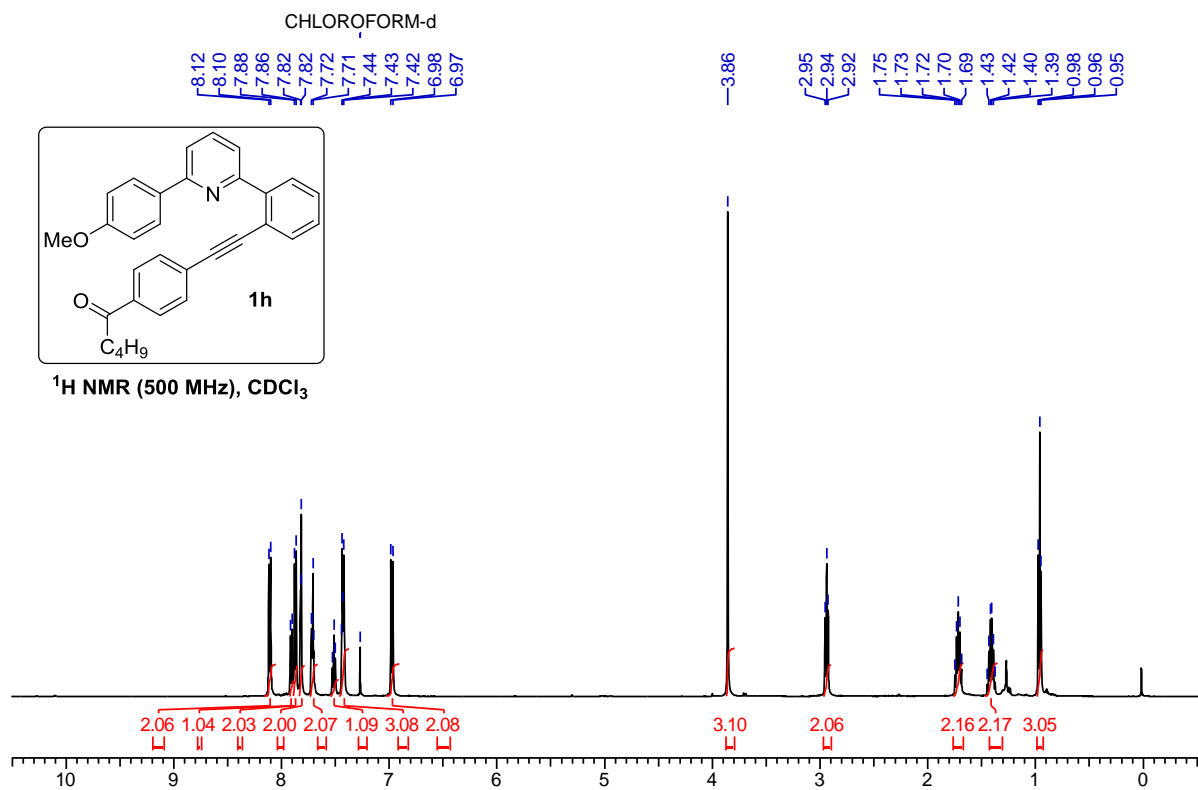 CHLOROFORM-d
8.12 8.10 7.88 7.86 7.82 7.82 7.72 7.71 7.44 7.43 7.42 6.98 6.97 3.86 2.95 2.94 2.92 1.75 1.73 1.72 1.70 1.69 1.43 1.42 1.40 1.39 0.98 0.96 0.95
N
MeO
1h
O
C4H9
1H NMR (500 MHz), CDCl3
2.06 1.04 2.03 2.00 2.07 1.09 3.08 2.08 3.10 2.06 2.16 2.17 3.05
10 9 8 7 6 5 4 3 2 1 0